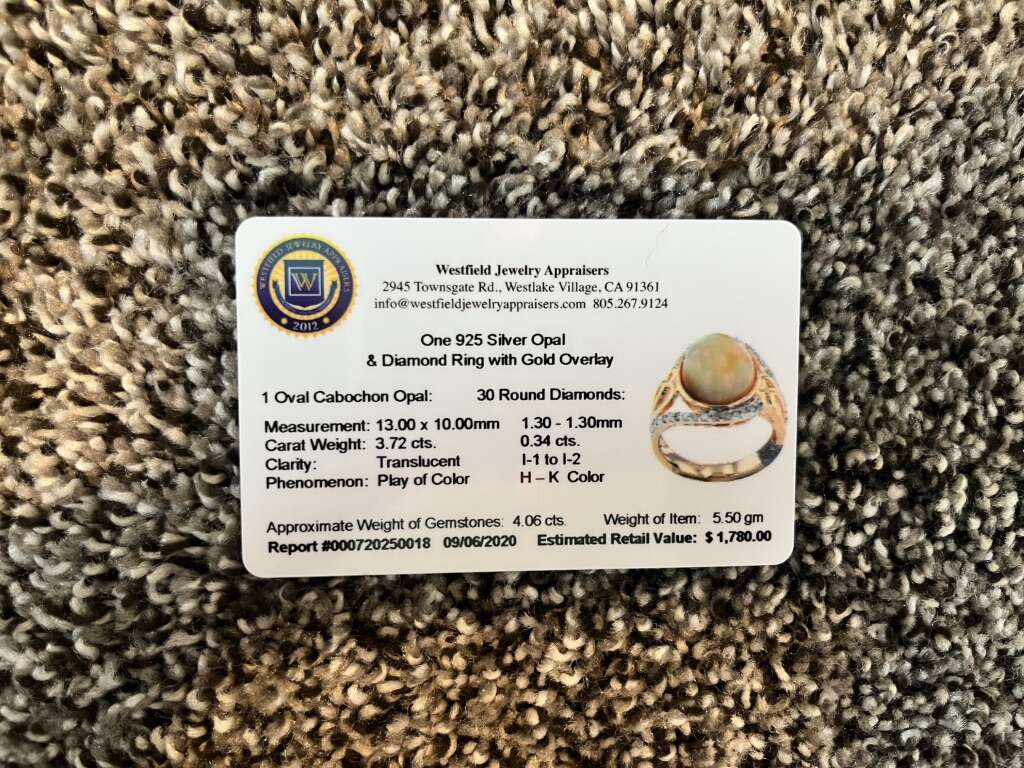 WESTFIELD JEWELRY APPRAISERS
W
2012
Westfield Jewelry Appraisers
2945 Townsgate Rd., Westlake Village, CA 91361
info@westfieldjewelryappraisers.com 805.267.9124
One 925 Silver Opal
& Diamond Ring with Gold Overlay
1 Oval Cabochon Opal: 30 Round Diamonds:
Measurement: 13.00 x 10.00mm 1.30 - 1.30mm
Carat Weight: 3.72 cts. 0.34 cts.
Clarity: Translucent I-1 to I-2
Phenomenon: Play of Color H – K Color
Approximate Weight of Gemstones: 4.06 cts. Weight of Item: 5.50 gm
Report #000720250018 09/06/2020 Estimated Retail Value: $ 1,780.00